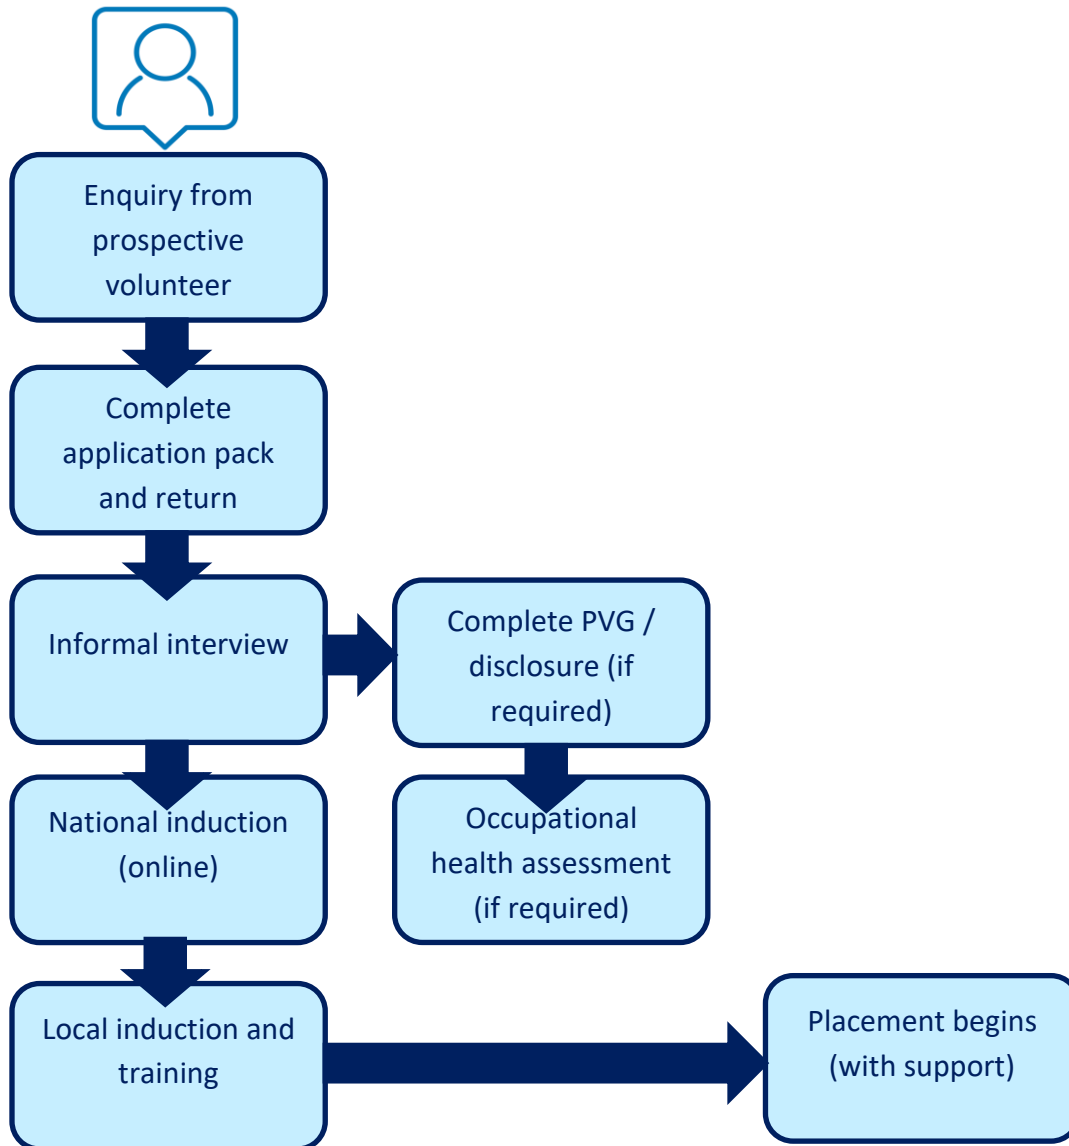 Enquiry from
prospective
volunteer
Complete
application pack
and return
Informal interview
Complete PVG /
disclosure (if
required)
National induction
(online)
Occupational
health assessment
(if required)
Local induction and
training
Placement begins
(with support)